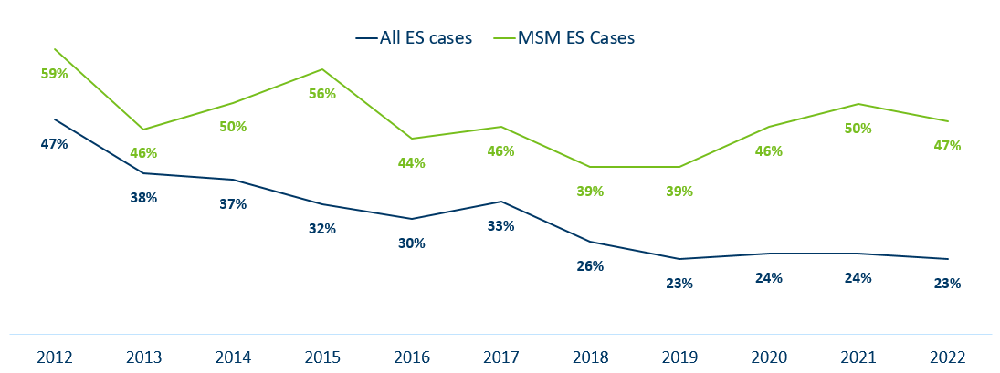 All ES cases MSM ES Cases
59% 46% 50% 56% 44% 46% 39% 39% 46% 50% 47%
47% 38% 37% 32% 30% 33% 26% 23% 24% 24% 23%
2012 2013 2014 2015 2016 2017 2018 2019 2020 2021 2022